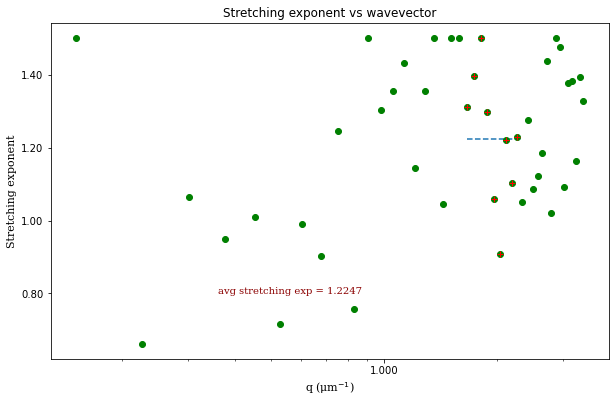 Stretching exponent vs wavevector
1.40
1.20
1.00
0.80
Stretching exponent
avg stretching exp = 1.2247
1.000
q (μm⁻¹)